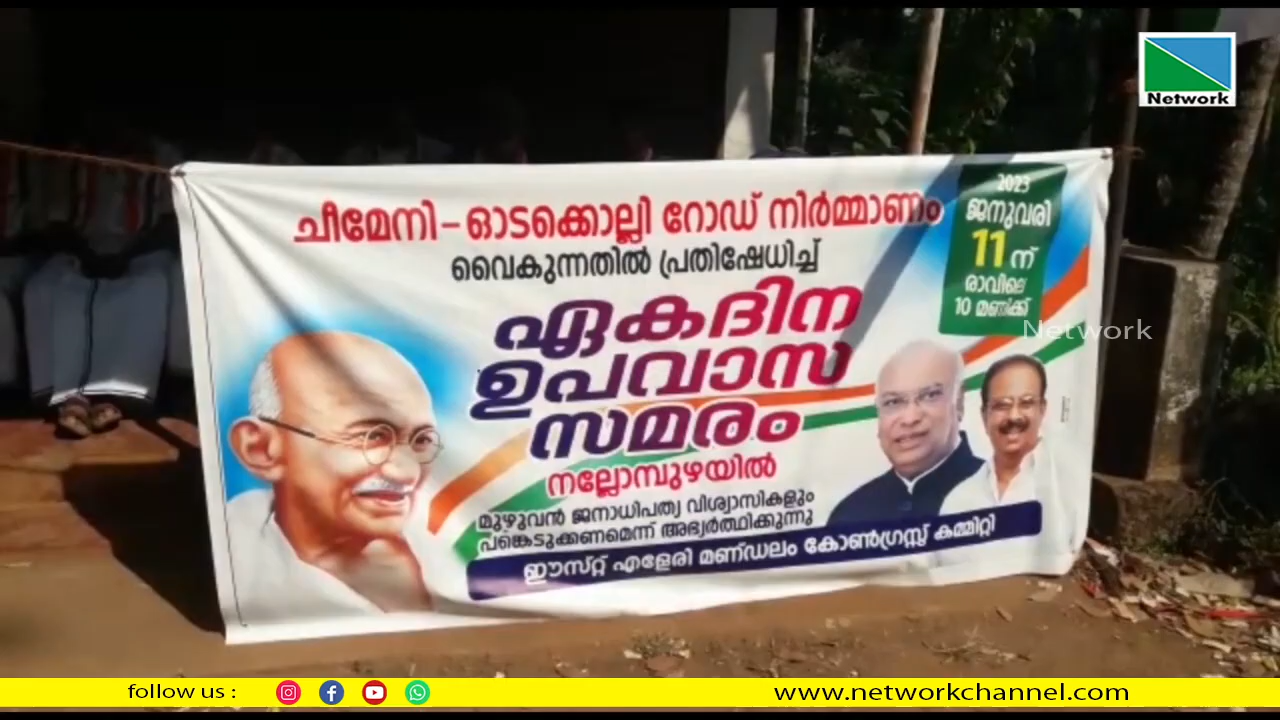 Network
ചീമേനി - ഓടക്കൊല്ലി റോഡ് നിർമ്മാണം
വൈകുന്നതിൽ പ്രതിഷേധിച്ച്
ഏകദിന
ഉപവാസ
സമരം
നല്ലോമ്പുഴയിൽ
മുഴുവൻ ജനാധിപത്യ വിശ്വാസികളും
പങ്കെടുക്കണമെന്ന് അഭ്യർത്ഥിക്കുന്നു
ഈസ്റ്റ് എളേരി മണ്ഡലം കോൺഗ്രസ്സ് കമ്മിറ്റി
2023
ജനുവരി
11 ന്
രാവിലെ
10 മണിക്ക്
Network
follow us :
www.networkchannel.com